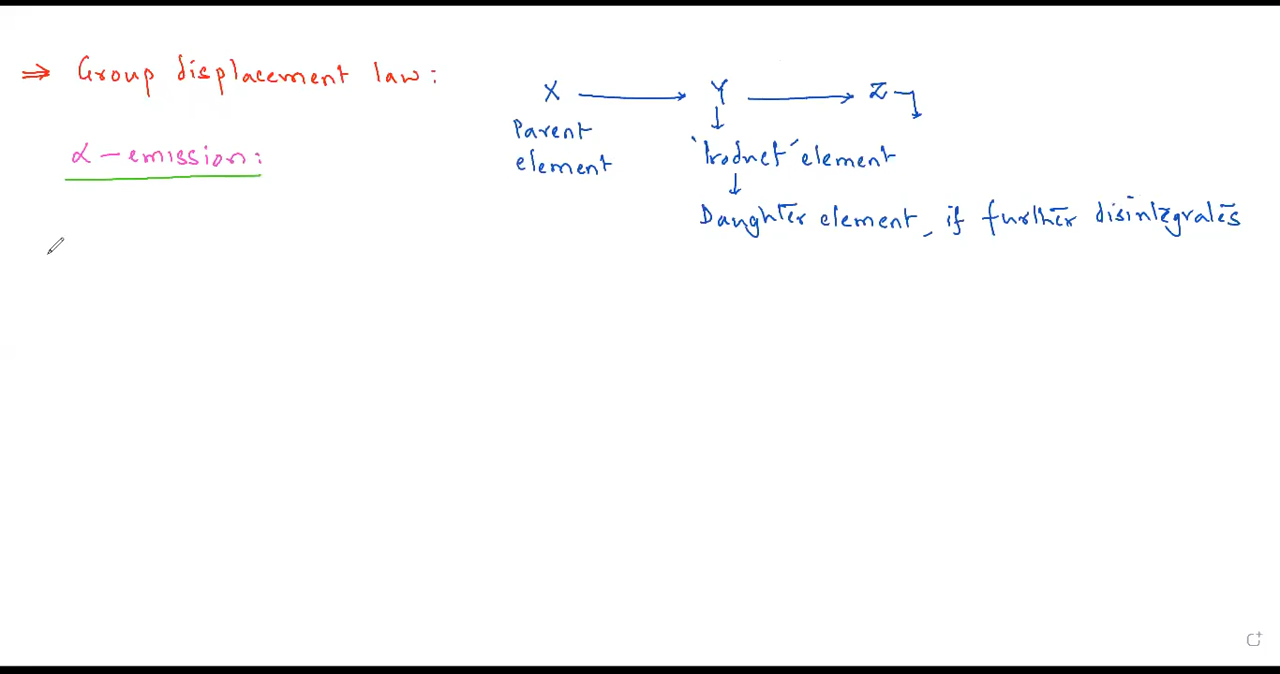 ⇒ Group displacement law:
X ⟶ Y ⟶ Z
Parent
element
'Product' element
α - emission:
Daughter element, if further disintegrates